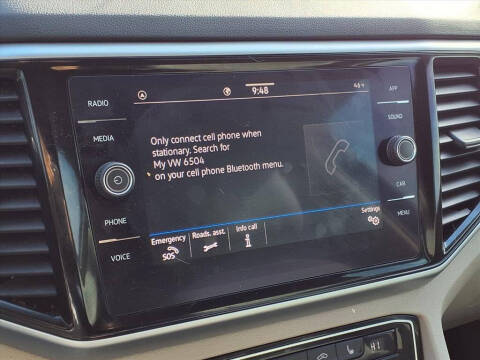 RADIO
MEDIA
PHONE
VOICE
9:48
Only connect cell phone when
stationary. Search for
My VW 6504
on your cell phone Bluetooth menu.
Settings
Emergency
Roads. asst.
Info call
SOS
i
APP
SOUND
CAR
MENU
HI